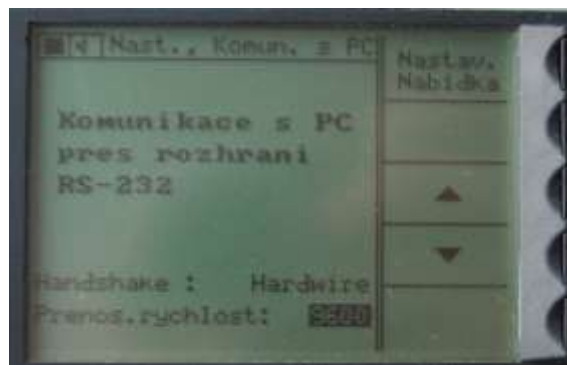 Nast., Komun. s PC
Nastav.
Nabidka
Komunikace s PC
pres rozhrani
RS-232
Handshake : Hardwire
Prenos.rychlost: 9600